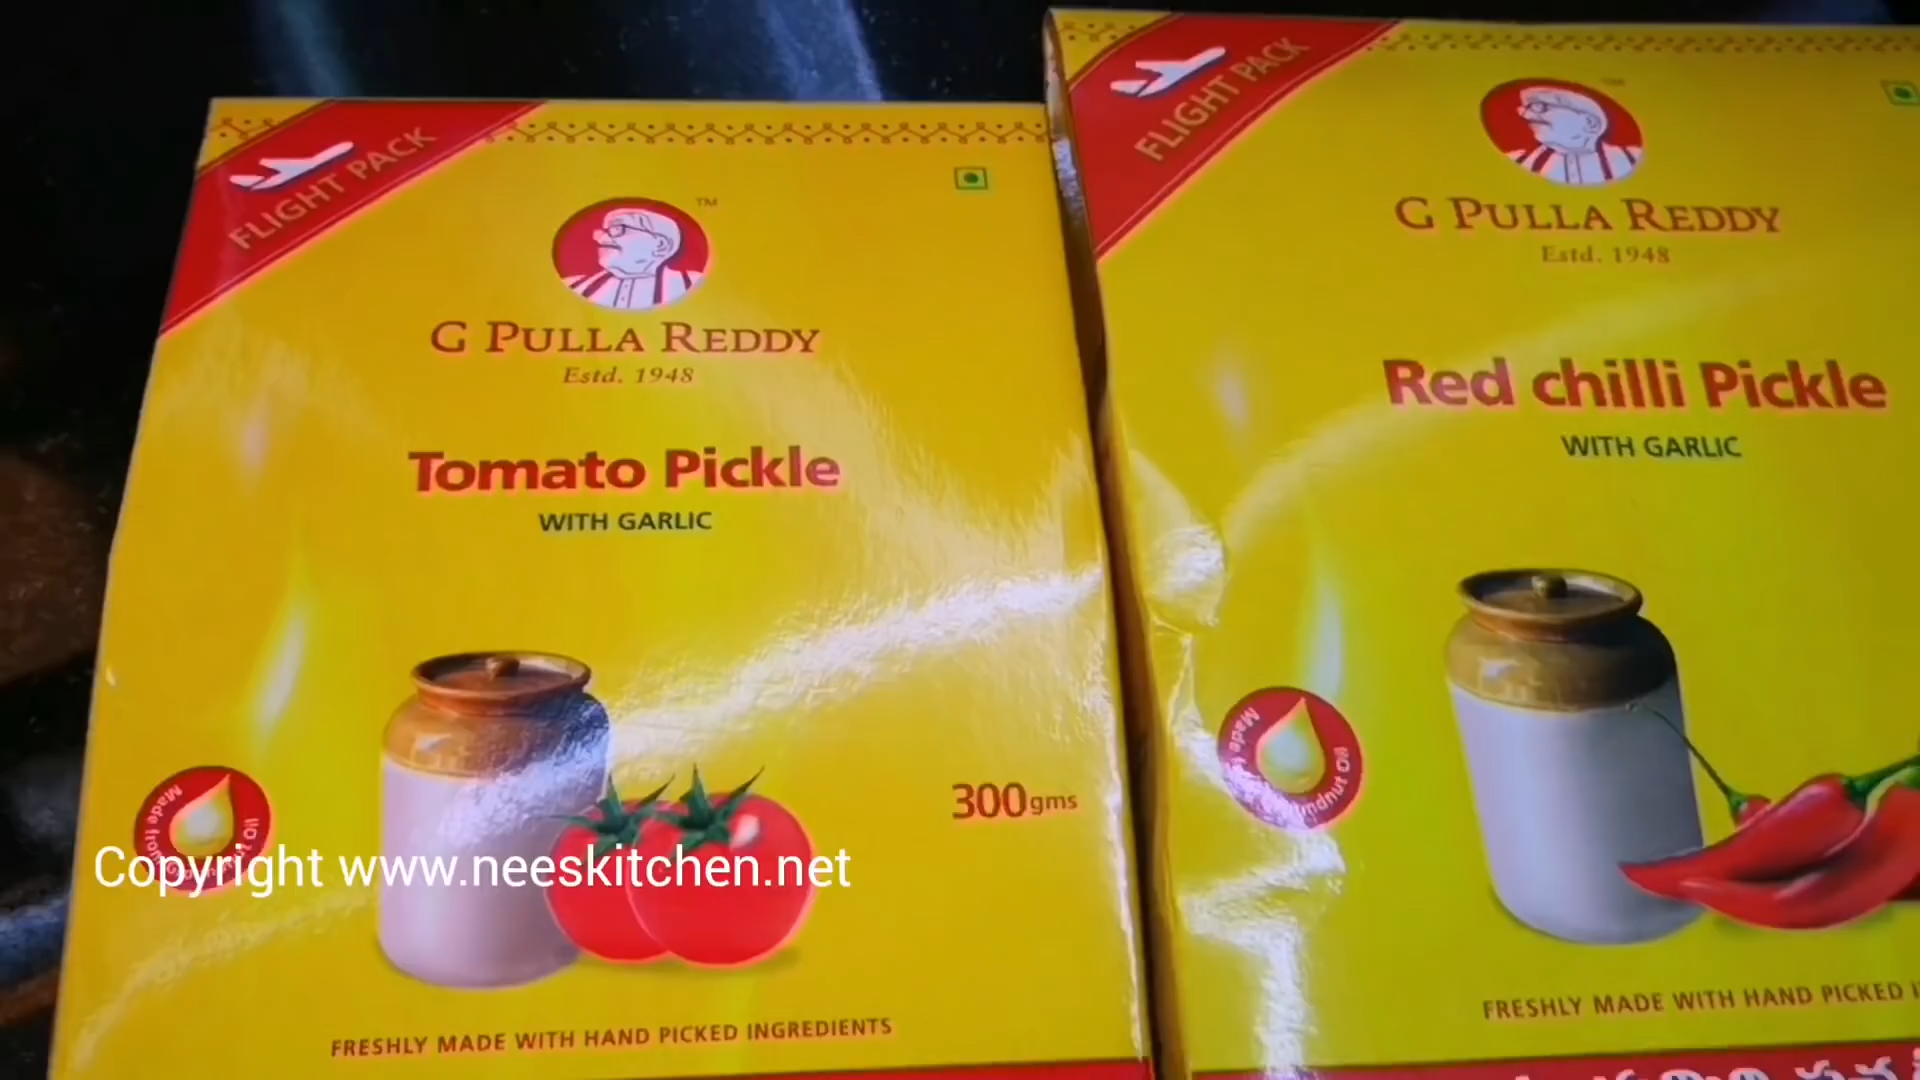 FLIGHT PACK
TM
G PULLA REDDY
Estd. 1948
Tomato Pickle
WITH GARLIC
300gms
Made from Groundnut Oil
FRESHLY MADE WITH HAND PICKED INGREDIENTS
FLIGHT PACK
TM
G PULLA REDDY
Estd. 1948
Red chilli Pickle
WITH GARLIC
Made
Oil
FRESHLY MADE WITH HAND PICKED
Copyright www.neeskitchen.net